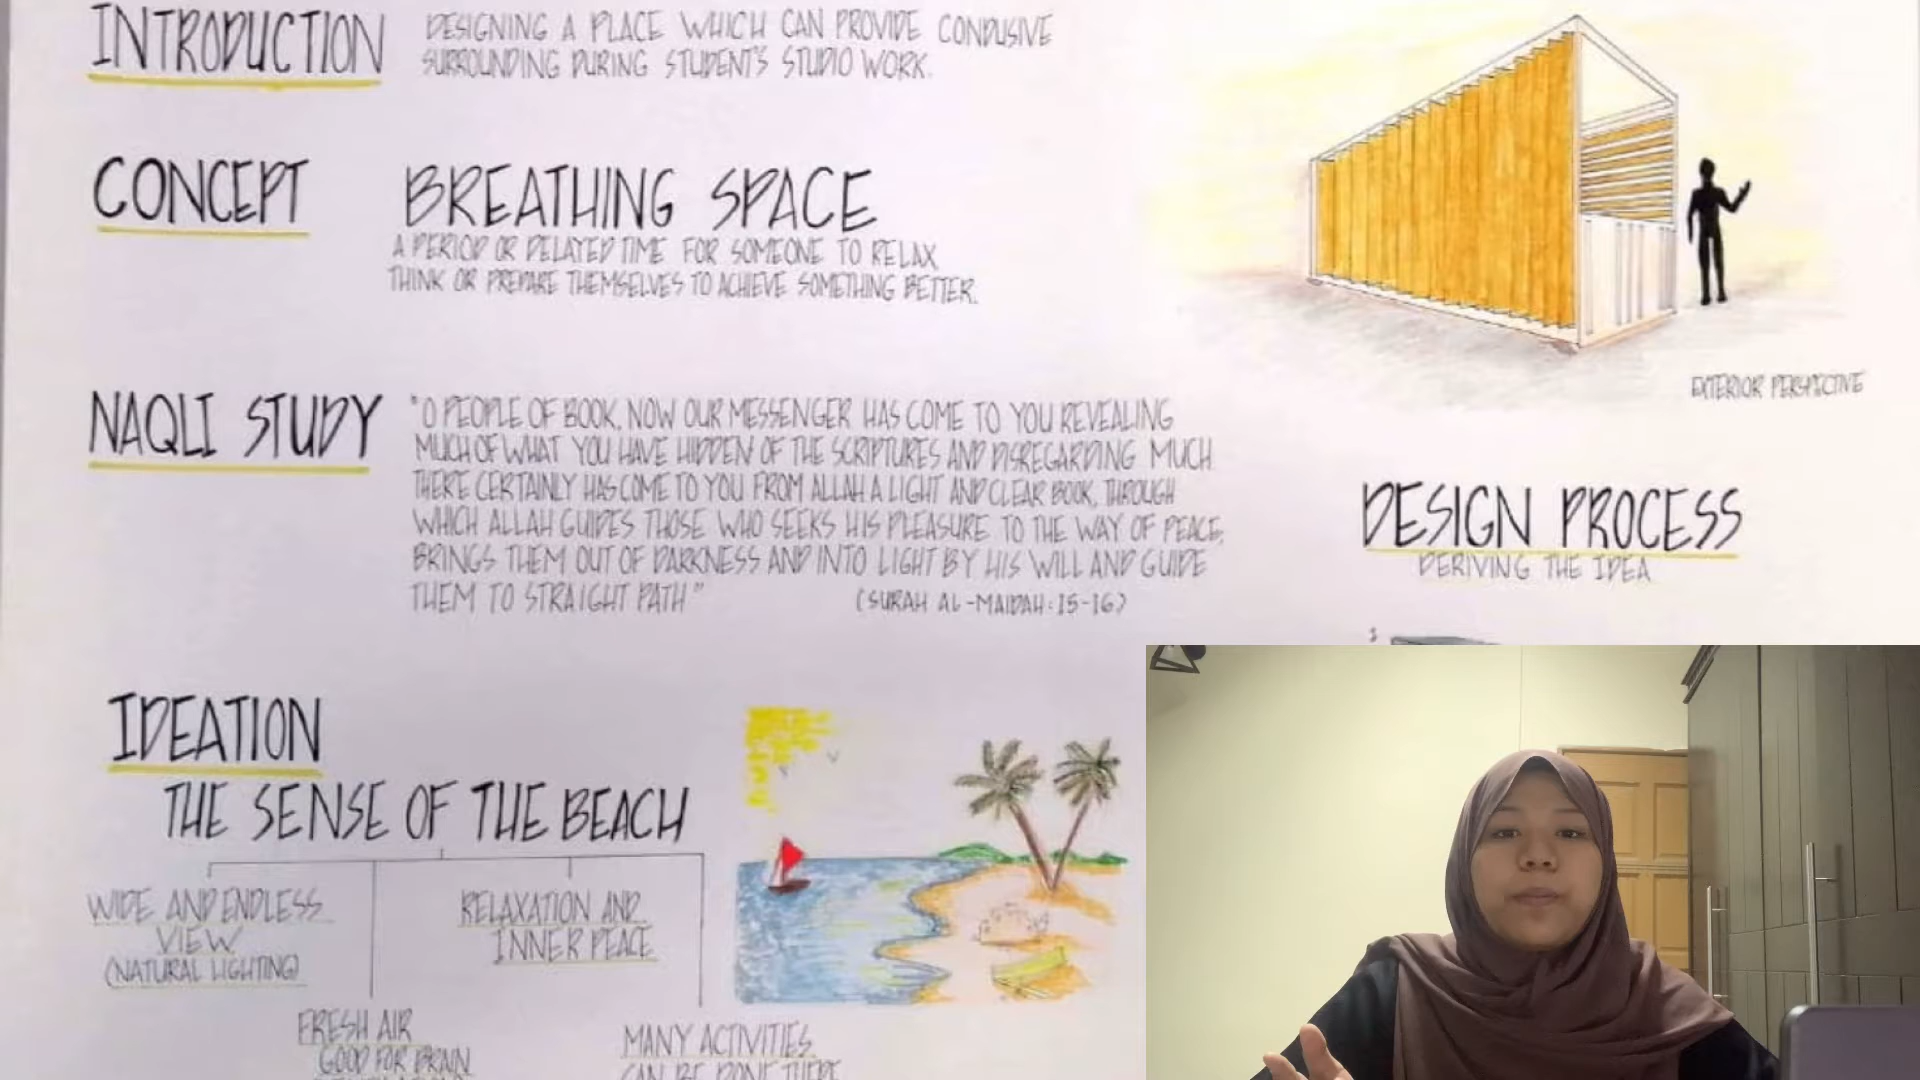 INTRODUCTION
DESIGNING A PLACE WHICH CAN PROVIDE CONDUSIVE
SURROUNDING DURING STUDENT'S STUDIO WORK.
CONCEPT
BREATHING SPACE
A PERIOD OR DELAYED TIME FOR SOMEONE TO RELAX
THINK OR PREPARE THEMSELVES TO ACHIEVE SOMETHING BETTER.
EXTERIOR PERSPECTIVE
NAQLI STUDY
"O PEOPLE OF BOOK, NOW OUR MESSENGER HAS COME TO YOU REVEALING
MUCH OF WHAT YOU HAVE HIDDEN OF THE SCRIPTURES AND DISREGARDING MUCH
THERE CERTAINLY HAS COME TO YOU FROM ALLAH A LIGHT AND CLEAR BOOK, THROUGH
WHICH ALLAH GUIDES THOSE WHO SEEKS HIS PLEASURE TO THE WAY OF PEACE,
BRINGS THEM OUT OF DARKNESS AND INTO LIGHT BY HIS WILL AND GUIDE
THEM TO STRAIGHT PATH"
(SURAH AL-MAIDAH:15-16)
DESIGN PROCESS
DERIVING THE IDEA
IDEATION
THE SENSE OF THE BEACH
WIDE AND ENDLESS
VIEW
(NATURAL LIGHTING)
RELAXATION AND
INNER PEACE
FRESH AIR
GOOD FOR BRAIN
MANY ACTIVITIES
CAN BE DONE THERE